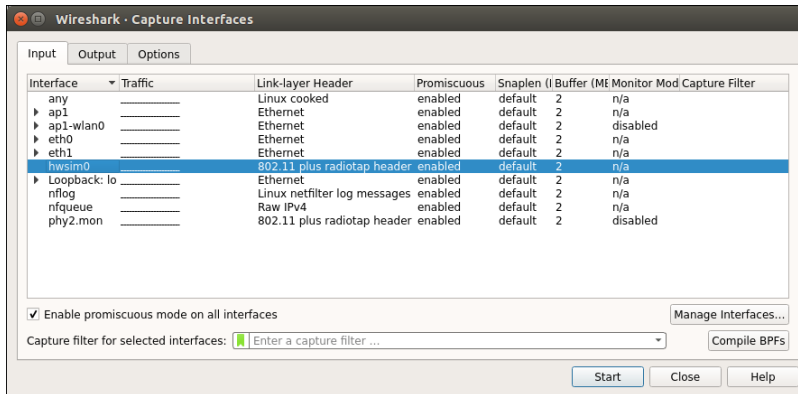 Wireshark · Capture Interfaces
Input Output Options
Interface Traffic Link-layer Header Promiscuous Snaplen (I Buffer (ME Monitor Mod Capture Filter
any Linux cooked enabled default 2 n/a
ap1 Ethernet enabled default 2 n/a
ap1-wlan0 Ethernet enabled default 2 disabled
eth0 Ethernet enabled default 2 n/a
eth1 Ethernet enabled default 2 n/a
hwsim0 802.11 plus radiotap header enabled default 2 n/a
Loopback: lo Ethernet enabled default 2 n/a
nflog Linux netfilter log messages enabled default 2 n/a
nfqueue Raw IPv4 enabled default 2 n/a
phy2.mon 802.11 plus radiotap header enabled default 2 disabled
Enable promiscuous mode on all interfaces Manage Interfaces...
Capture filter for selected interfaces: Enter a capture filter ... Compile BPFs
Start Close Help